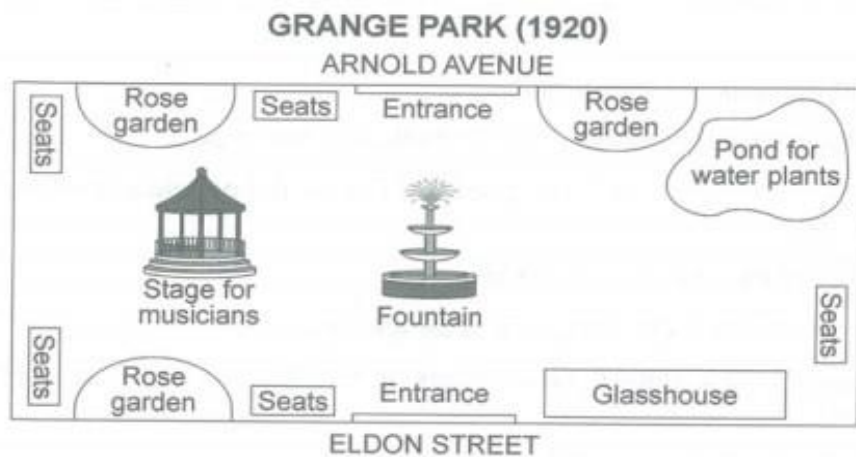 GRANGE PARK (1920)
ARNOLD AVENUE
Seats
Rose
garden
Seats
Entrance
Rose
garden
Pond for
water plants
Stage for
musicians
Fountain
Seats
Seats
Rose
garden
Seats
Entrance
Glasshouse
ELDON STREET